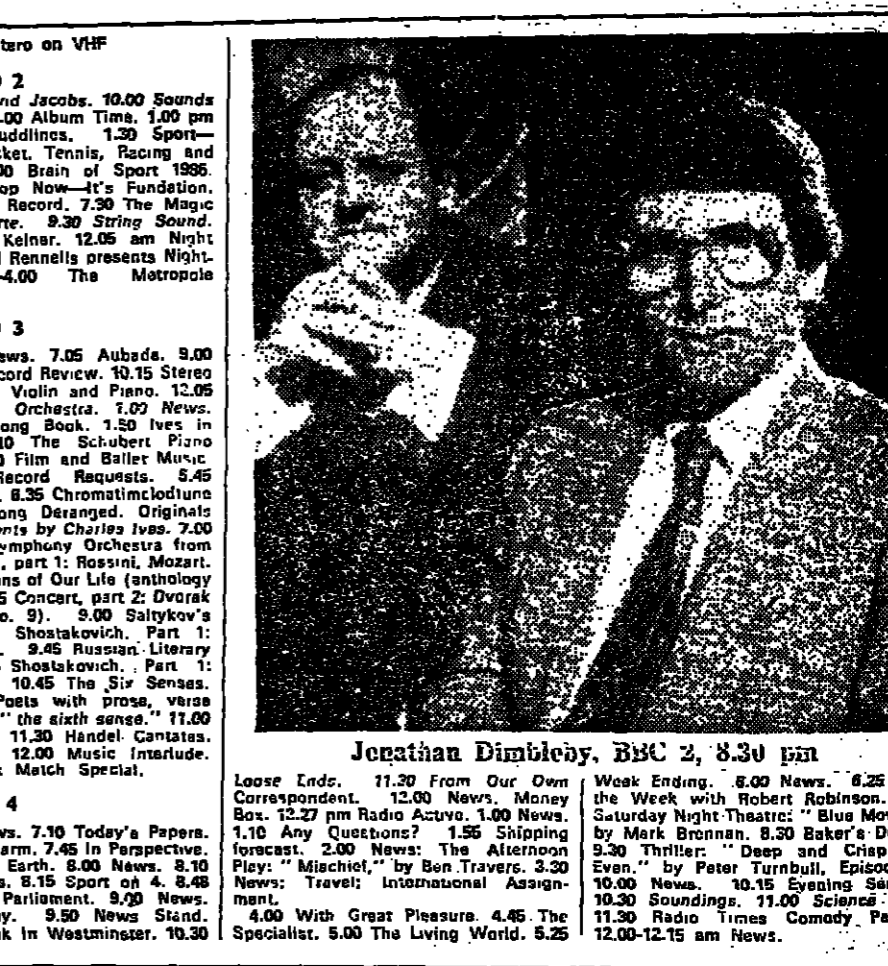 tereo on VHF
2
nd Jacobs. 10.00 Sounds
.00 Album Time. 1.00 pm
uddlines. 1.30 Sport—
ket. Tennis, Racing and
00 Brain of Sport 1986.
op Now—It's Fundation.
Record. 7.30 The Magic
rte. 9.30 String Sound.
Kelner. 12.05 am Night
Rennells presents Night-
-4.00 The Metropole
3
ews. 7.05 Aubade. 9.00
cord Review. 10.15 Stereo
Violin and Piano. 12.05
Orchestra. 1.00 News.
ong Book. 1.50 Ives in
10 The Schubert Piano
0 Film and Ballet Music
Record Requests. 5.45
. 6.35 Chromatimelodtune
ong Deranged. Originals
ents by Charles Ives. 7.00
ymphony Orchestra from
, part 1: Rossini, Mozart.
ns of Our Life (anthology
5 Concert, part 2: Dvorak
o. 9). 9.00 Saltykov's
Shostakovich. Part 1:
. 9.45 Russian Literary
Shostakovich. Part 1:
10.45 The Six Senses.
Poets with prose, verse
" the sixth sense." 11.00
11.30 Handel Cantatas.
12.00 Music Interlude.
t Match Special.
4
ws. 7.10 Today's Papers.
arm. 7.45 In Perspective.
Earth. 8.00 News. 8.10
s. 8.15 Sport on 4. 8.48
Parliament. 9.00 News.
y. 9.50 News Stand.
k In Westminster. 10.30
Jonathan Dimbleby, BBC 2, 8.30 pm
Loose Ends. 11.30 From Our Own
Correspondent. 12.00 News. Money
Box. 12.27 pm Radio Active. 1.00 News.
1.10 Any Questions? 1.55 Shipping
forecast. 2.00 News: The Afternoon
Play: " Mischief," by Ben Travers. 3.30
News; Travel; International Assign-
ment.
4.00 With Great Pleasure. 4.45 The
Specialist. 5.00 The Living World. 5.25
Week Ending. 6.00 News. 6.25
the Week with Robert Robinson.
Saturday Night Theatre: " Blue Mov
by Mark Brennan. 8.30 Baker's D
9.30 Thriller: " Deep and Crisp
Even." by Peter Turnbull, Episod
10.00 News. 10.15 Evening Se
10.30 Soundings. 11.00 Science
11.30 Radio Times Comedy Pa
12.00-12-15 am News.